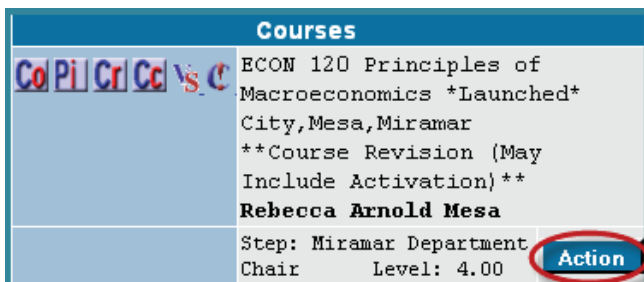 Courses
Co Pi Cr Cc VS CC ECON 120 Principles of
Macroeconomics *Launched*
City,Mesa,Miramar
**Course Revision (May
Include Activation)**
Rebecca Arnold Mesa
Step: Miramar Department
Chair Level: 4.00 Action